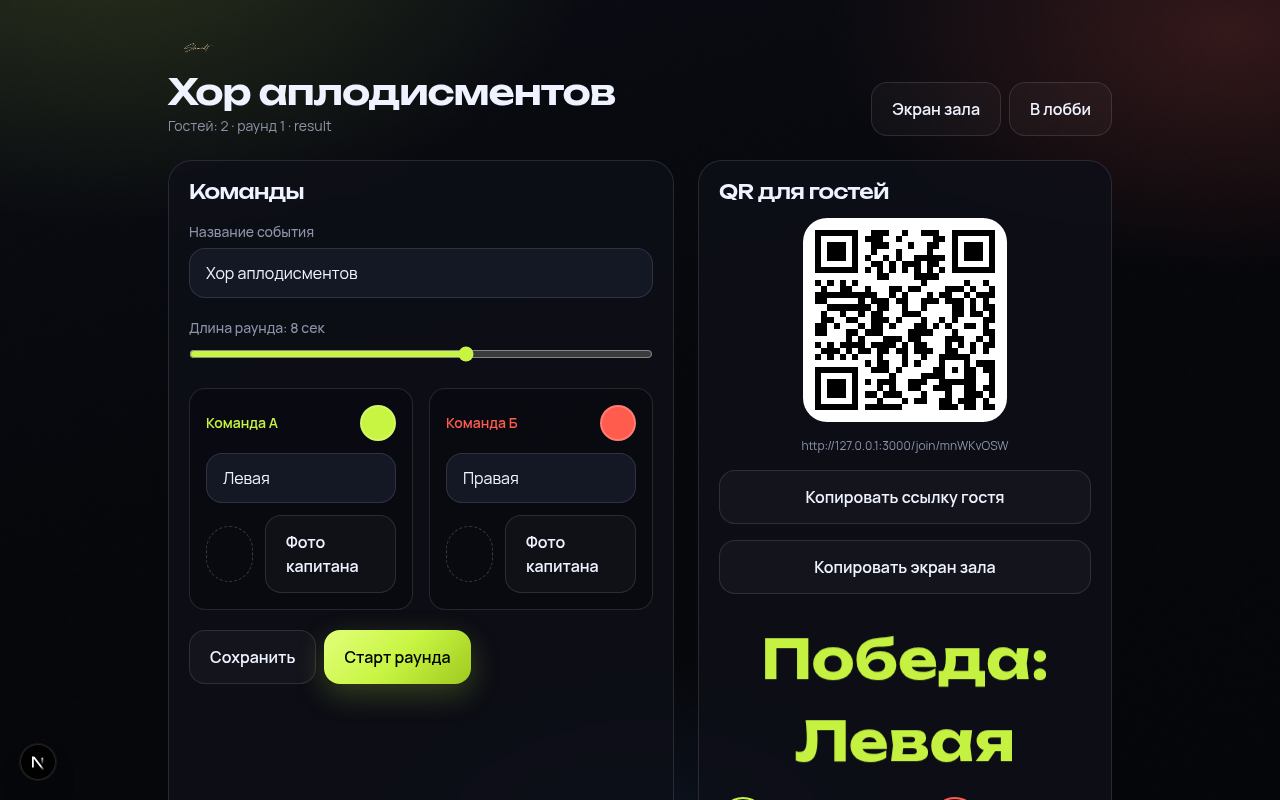 Хор аплодисментов
Гостей: 2 · раунд 1 · result
Экран зала
В лобби
Команды
Название события
Хор аплодисментов
Длина раунда: 8 сек
Команда А
Левая
Фото
капитана
Команда Б
Правая
Фото
капитана
Сохранить
Старт раунда
QR для гостей
http://127.0.0.1:3000/join/mnWKvOSW
Копировать ссылку гостя
Копировать экран зала
Победа:
Левая
N